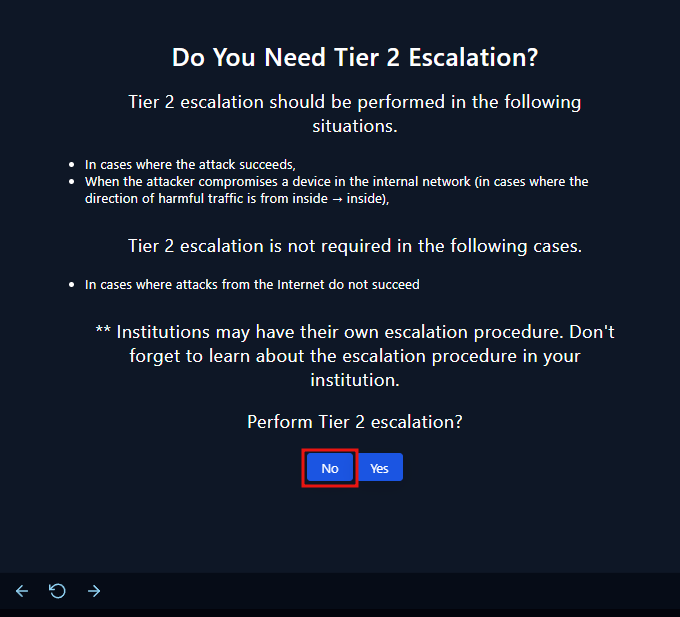 Do You Need Tier 2 Escalation?
Tier 2 escalation should be performed in the following
situations.
• In cases where the attack succeeds,
• When the attacker compromises a device in the internal network (in cases where the
direction of harmful traffic is from inside → inside),
Tier 2 escalation is not required in the following cases.
• In cases where attacks from the Internet do not succeed
** Institutions may have their own escalation procedure. Don't
forget to learn about the escalation procedure in your
institution.
Perform Tier 2 escalation?
No Yes